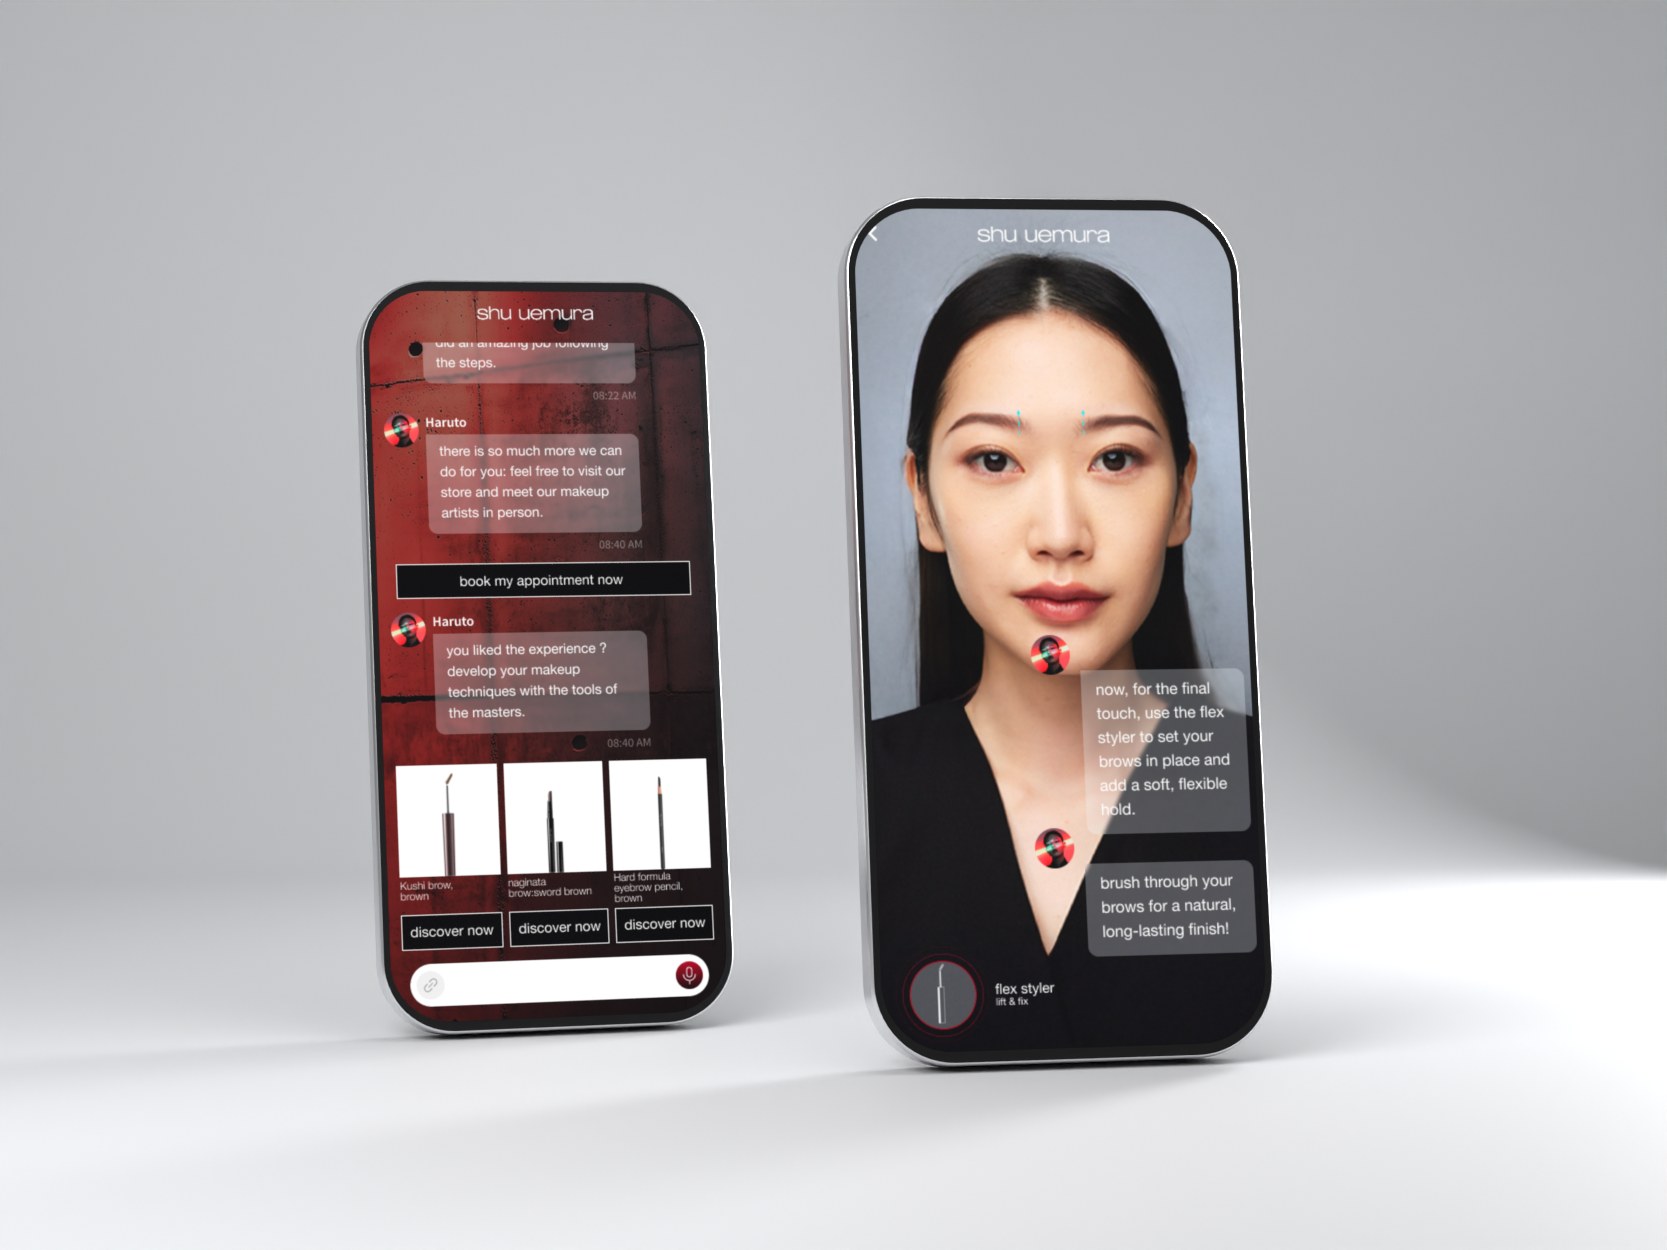 shu uemura
did an amazing job following
the steps.
08:22 AM
Haruto
there is so much more we can
do for you: feel free to visit our
store and meet our makeup
artists in person.
08:40 AM
book my appointment now
Haruto
you liked the experience ?
develop your makeup
techniques with the tools of
the masters.
08:40 AM
Kushi brow,
brown
discover now
naginata
brow:sword brown
discover now
Hard formula
eyebrow pencil,
brown
discover now
shu uemura
now, for the final
touch, use the flex
styler to set your
brows in place and
add a soft, flexible
hold.
brush through your
brows for a natural,
long-lasting finish!
flex styler
lift & fix